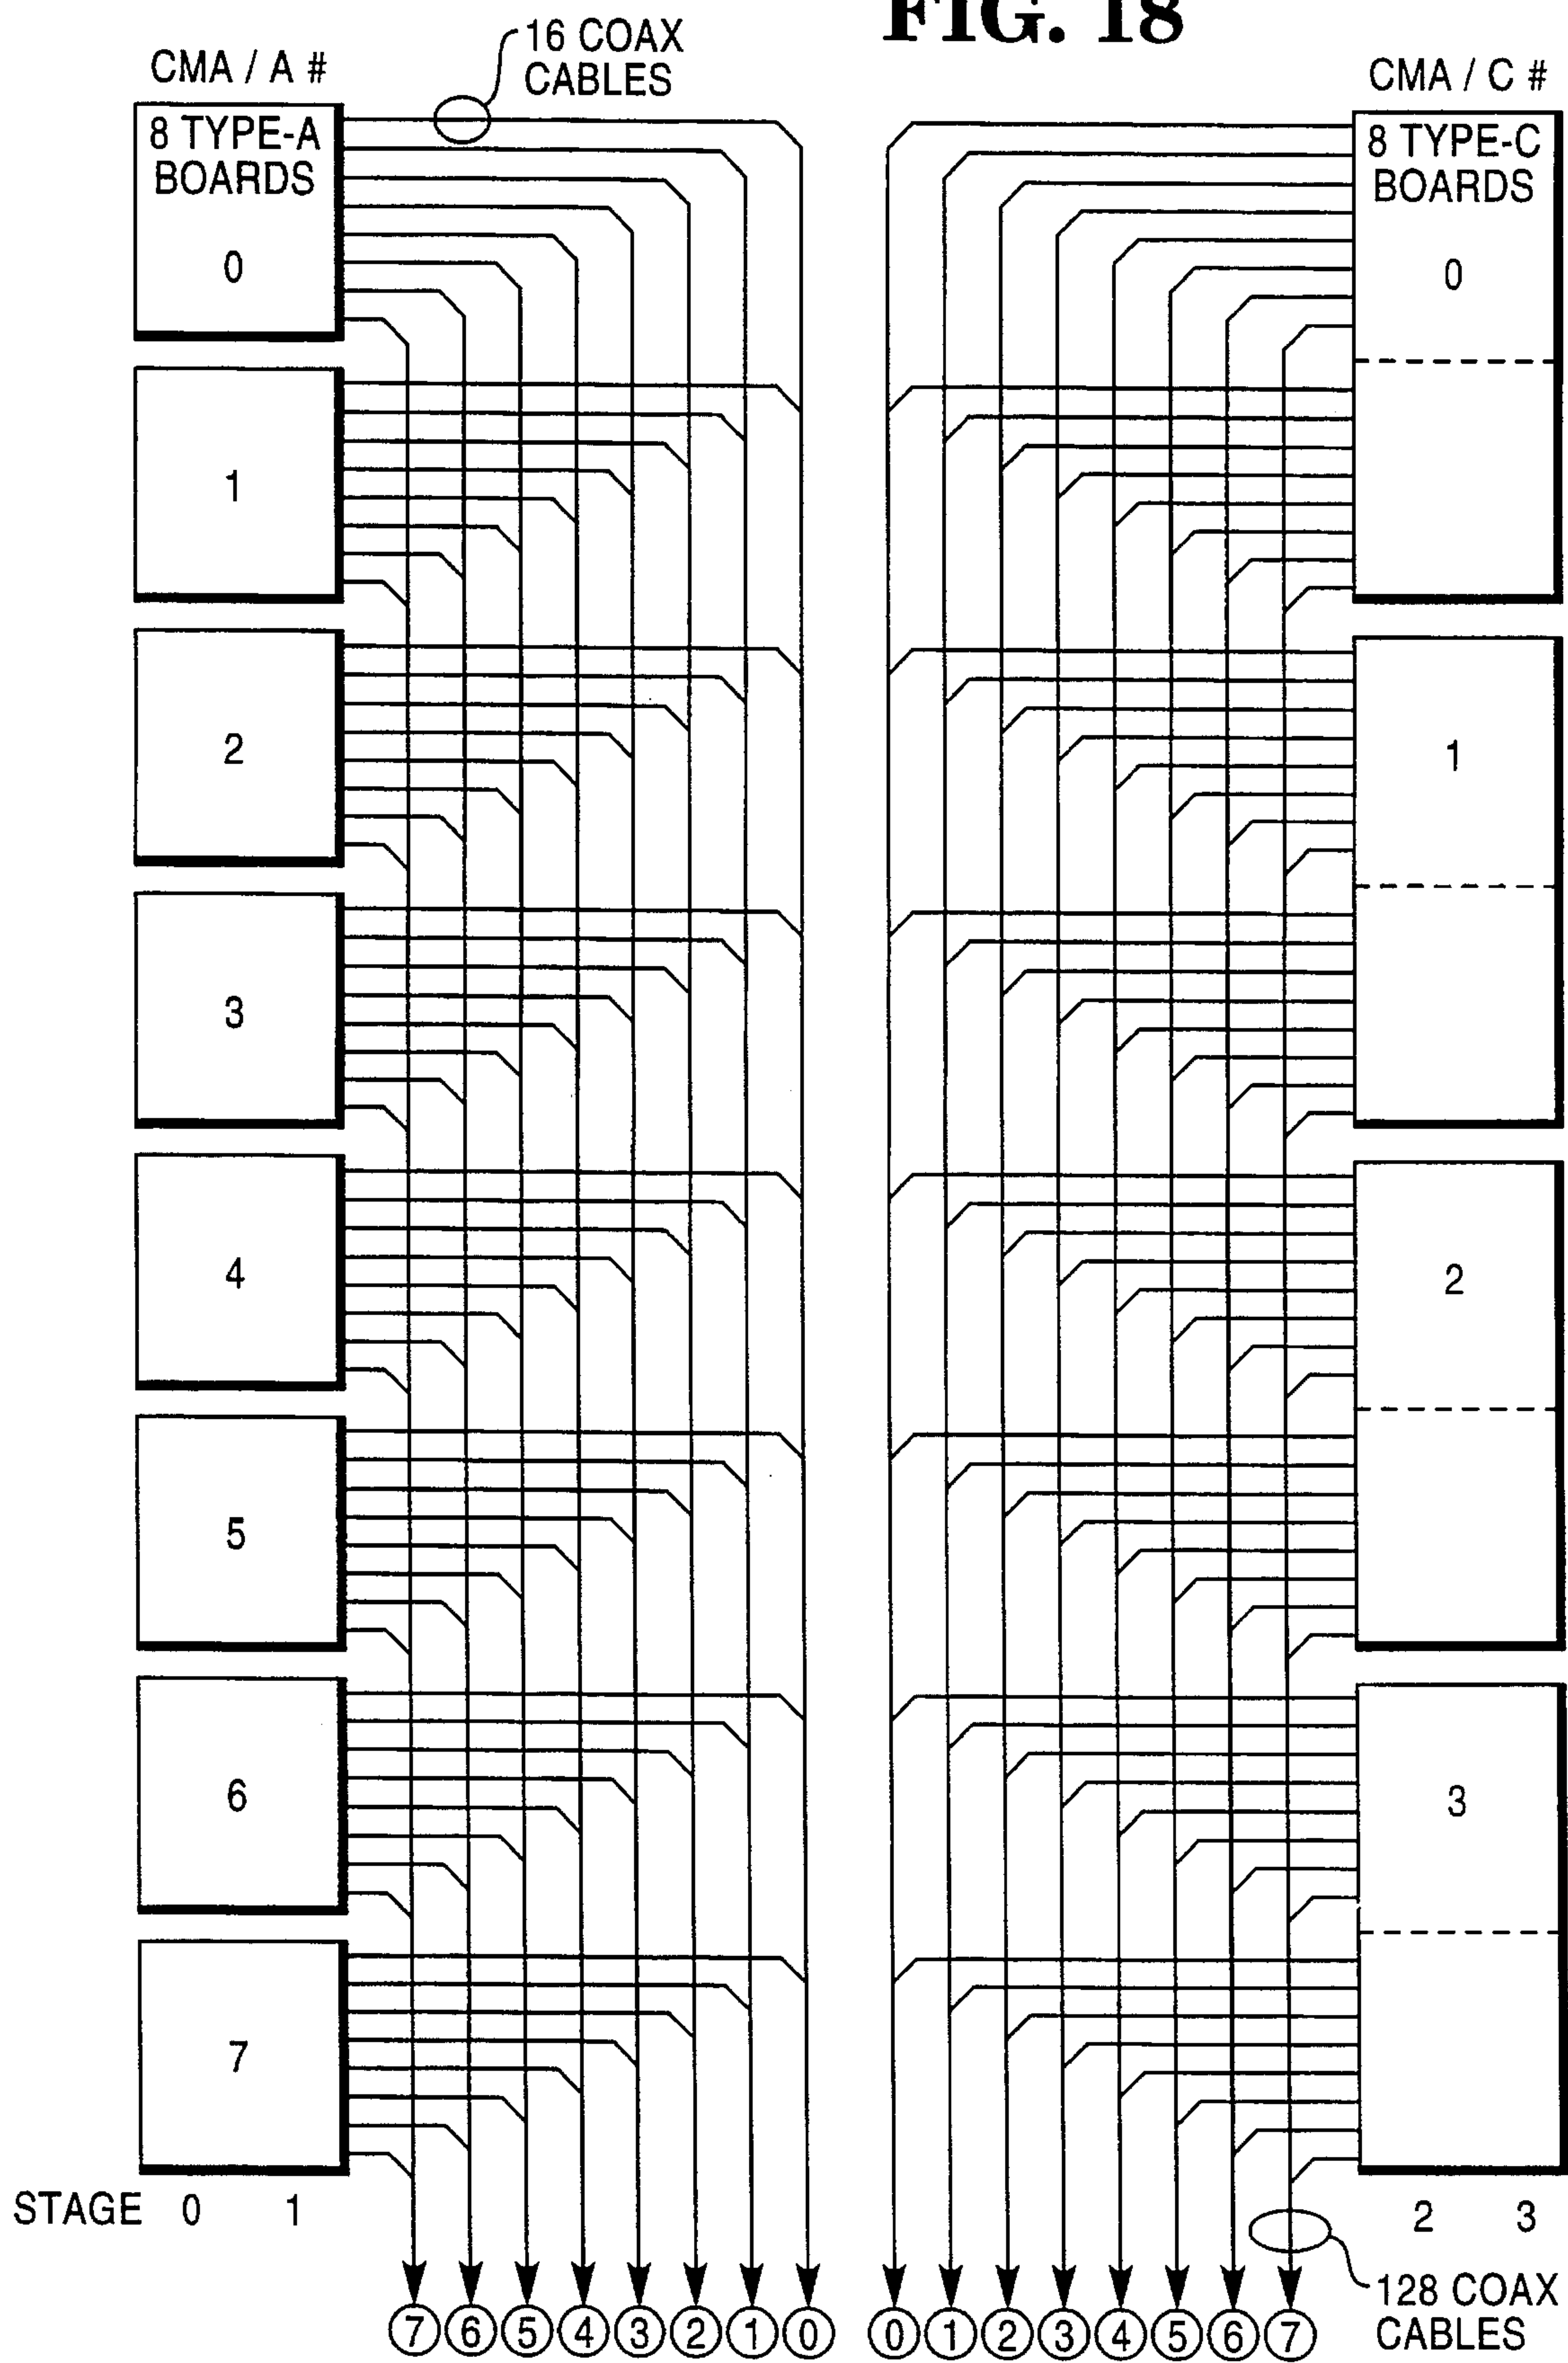 FIG. 18
16 COAX
CABLES
CMA / A #
CMA / C #
8 TYPE-A
BOARDS
0
1
2
3
4
5
6
7
8 TYPE-C
BOARDS
0
1
2
3
STAGE 0 1
2 3
128 COAX
CABLES
7 6 5 4 3 2 1 0 0 1 2 3 4 5 6 7